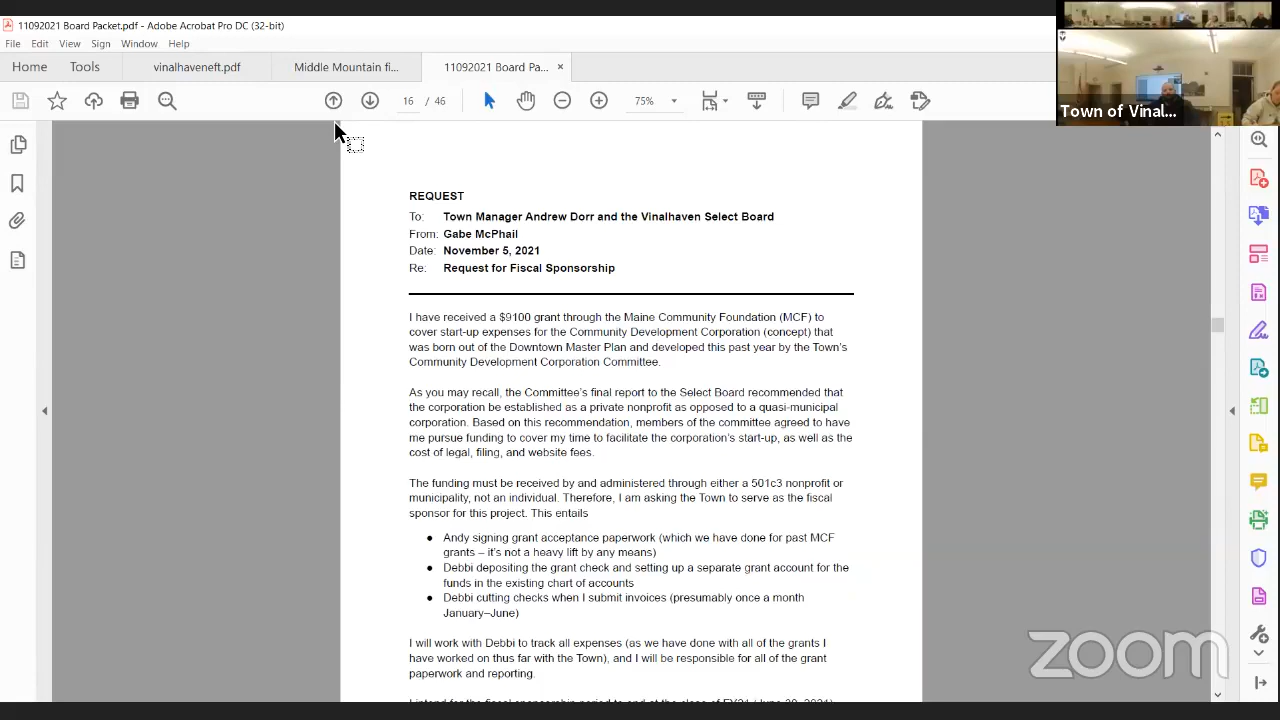 11092021 Board Packet.pdf - Adobe Acrobat Pro DC (32-bit)
File Edit View Sign Window Help
Home Tools vinalhaveneft.pdf Middle Mountain fi... 11092021 Board Pa... ×
16 / 46 75%
Town of Vinal...
REQUEST
To: Town Manager Andrew Dorr and the Vinalhaven Select Board
From: Gabe McPhail
Date: November 5, 2021
Re: Request for Fiscal Sponsorship
I have received a $9100 grant through the Maine Community Foundation (MCF) to
cover start-up expenses for the Community Development Corporation (concept) that
was born out of the Downtown Master Plan and developed this past year by the Town's
Community Development Corporation Committee.
As you may recall, the Committee's final report to the Select Board recommended that
the corporation be established as a private nonprofit as opposed to a quasi-municipal
corporation. Based on this recommendation, members of the committee agreed to have
me pursue funding to cover my time to facilitate the corporation's start-up, as well as the
cost of legal, filing, and website fees.
The funding must be received by and administered through either a 501c3 nonprofit or
municipality, not an individual. Therefore, I am asking the Town to serve as the fiscal
sponsor for this project. This entails
● Andy signing grant acceptance paperwork (which we have done for past MCF
grants – it's not a heavy lift by any means)
● Debbi depositing the grant check and setting up a separate grant account for the
funds in the existing chart of accounts
● Debbi cutting checks when I submit invoices (presumably once a month
January–June)
I will work with Debbi to track all expenses (as we have done with all of the grants I
have worked on thus far with the Town), and I will be responsible for all of the grant
paperwork and reporting.
zoom